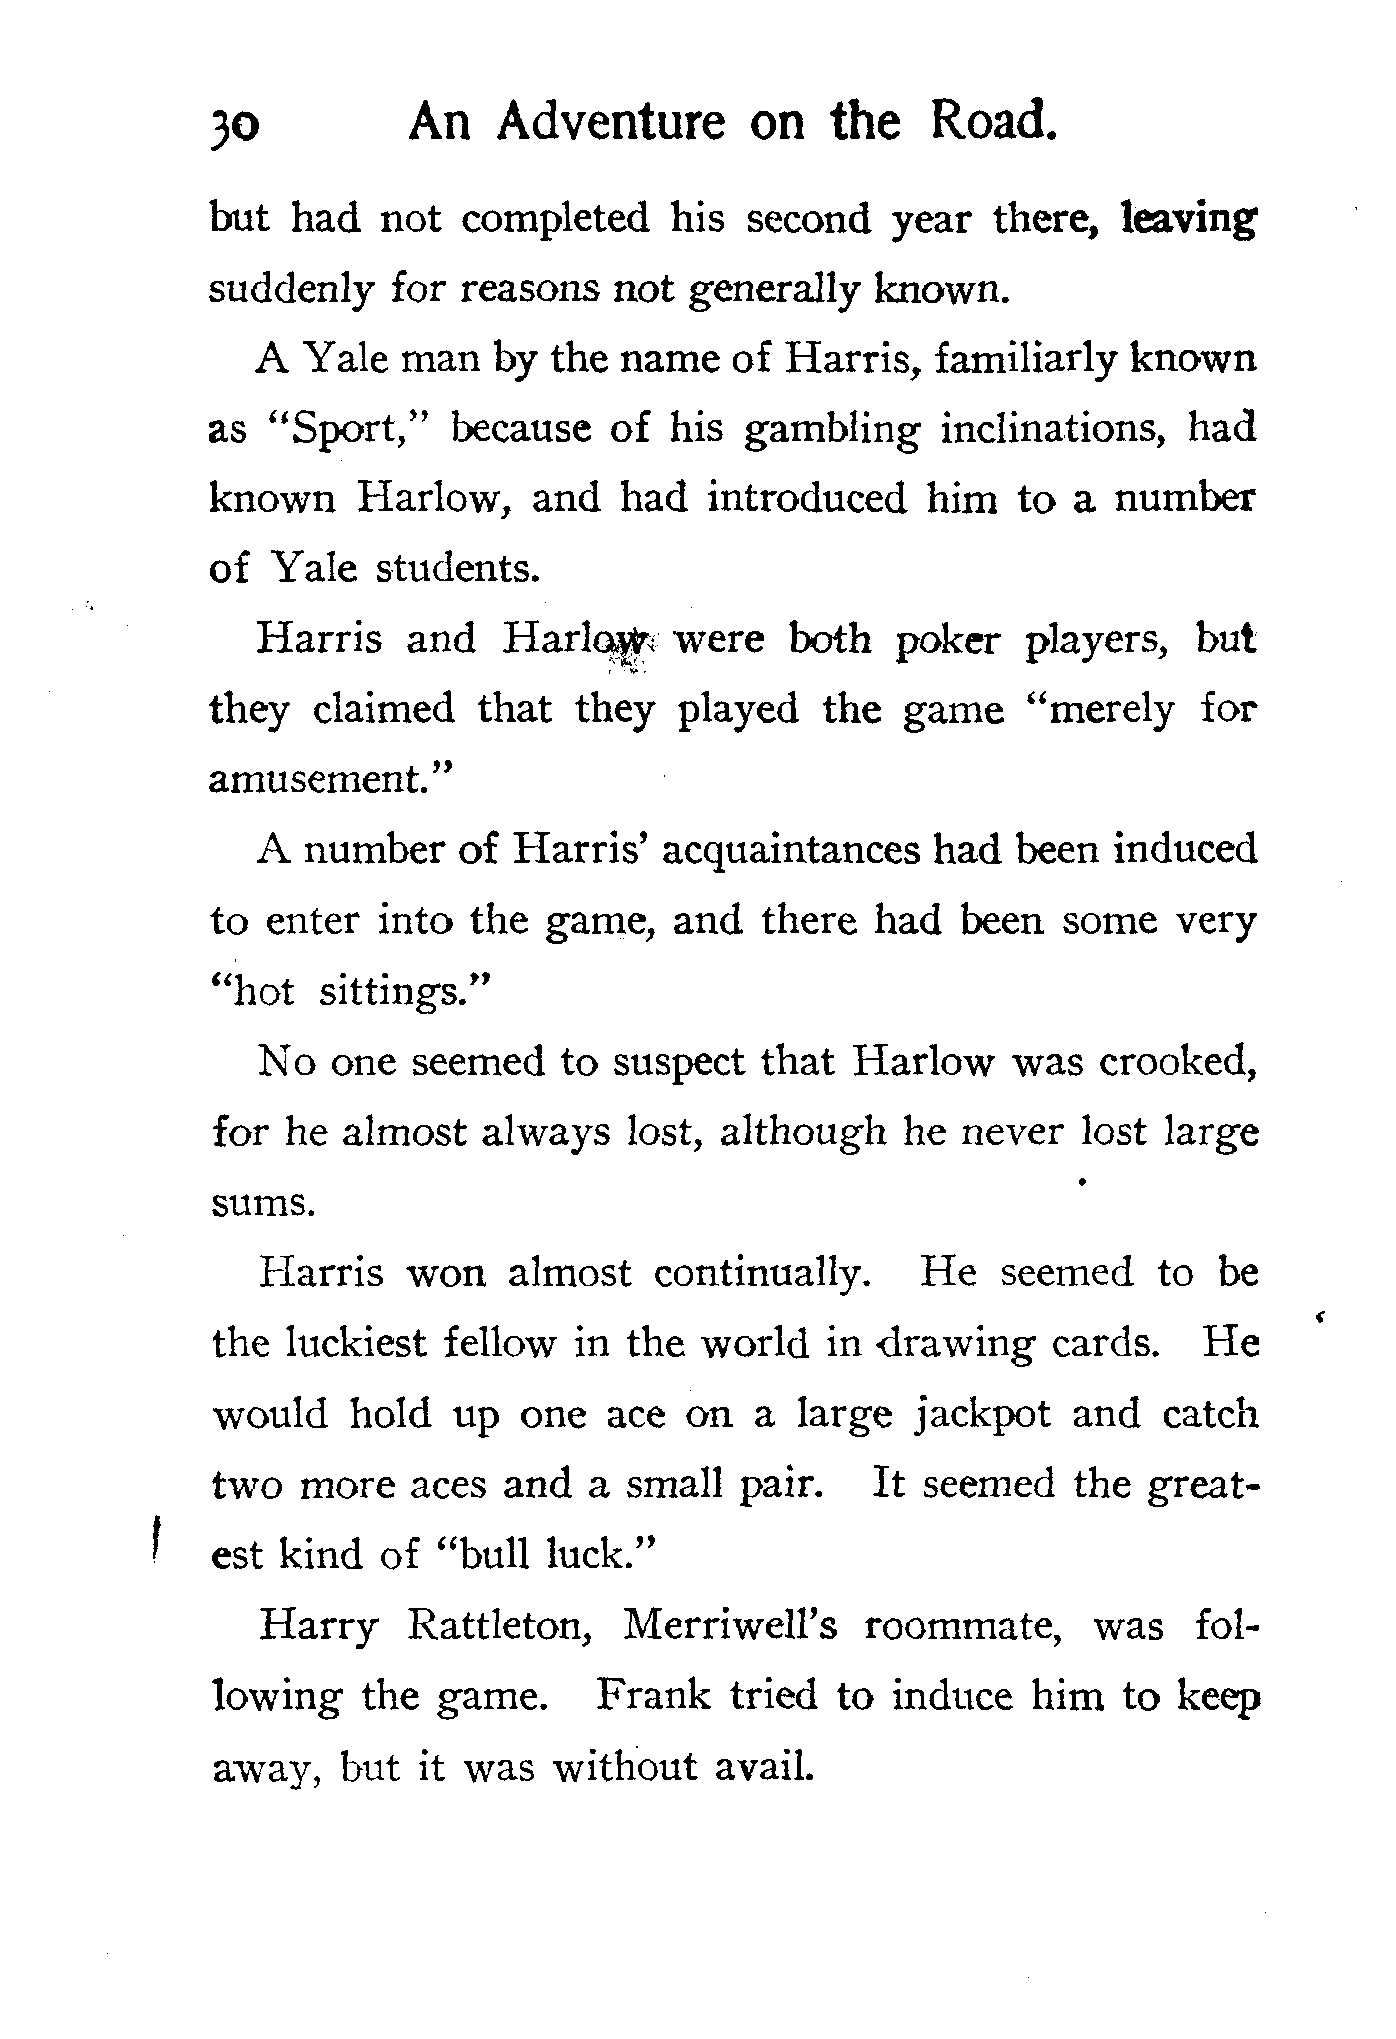 30 An Adventure on the Road.
but had not completed his second year there, leaving
suddenly for reasons not generally known.
A Yale man by the name of Harris, familiarly known
as “Sport,” because of his gambling inclinations, had
known Harlow, and had introduced him to a number
of Yale students.
Harris and Harlow were both poker players, but
they claimed that they played the game “merely for
amusement.”
A number of Harris’ acquaintances had been induced
to enter into the game, and there had been some very
“hot sittings.”
No one seemed to suspect that Harlow was crooked,
for he almost always lost, although he never lost large
sums.
Harris won almost continually. He seemed to be
the luckiest fellow in the world in drawing cards. He
would hold up one ace on a large jackpot and catch
two more aces and a small pair. It seemed the great-
est kind of “bull luck.”
Harry Rattleton, Merriwell’s roommate, was fol-
lowing the game. Frank tried to induce him to keep
away, but it was without avail.